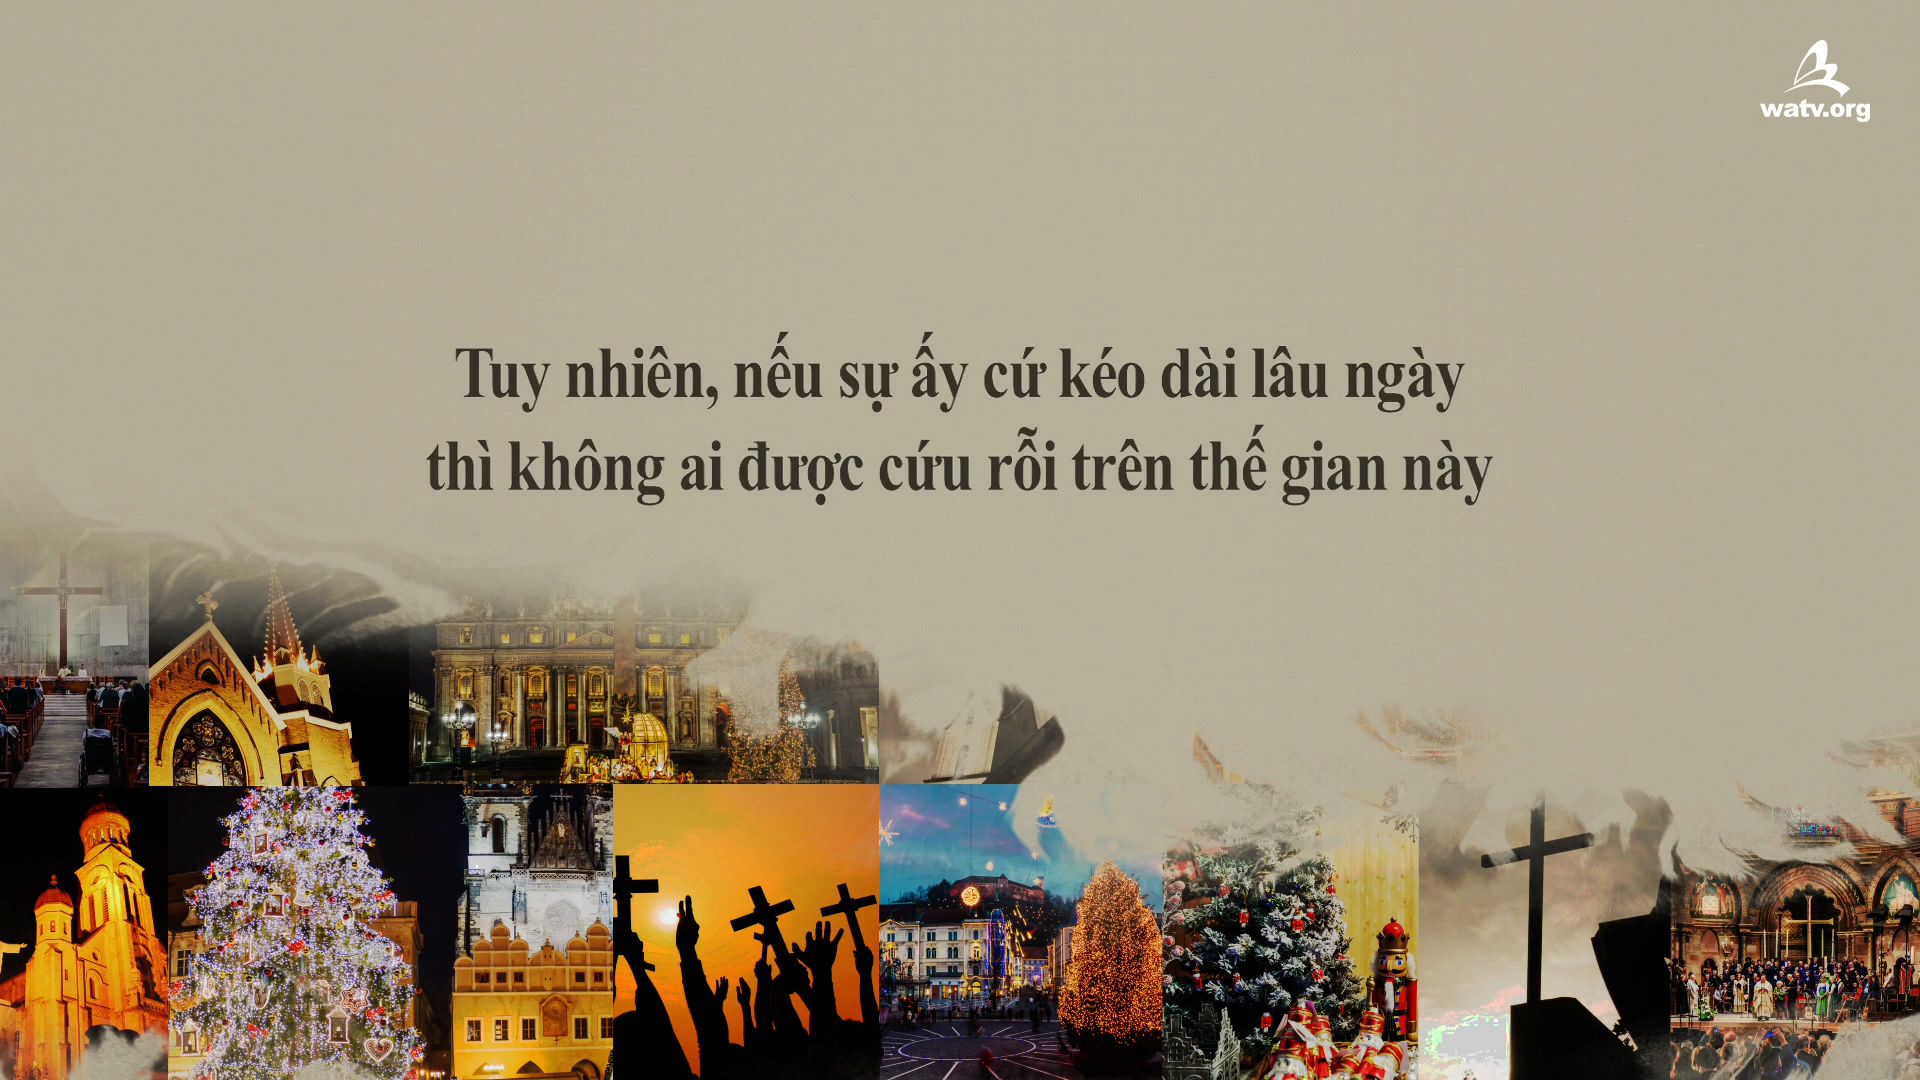 watv.org
Tuy nhiên, nếu sự ấy cứ kéo dài lâu ngày
thì không ai được cứu rỗi trên thế gian này